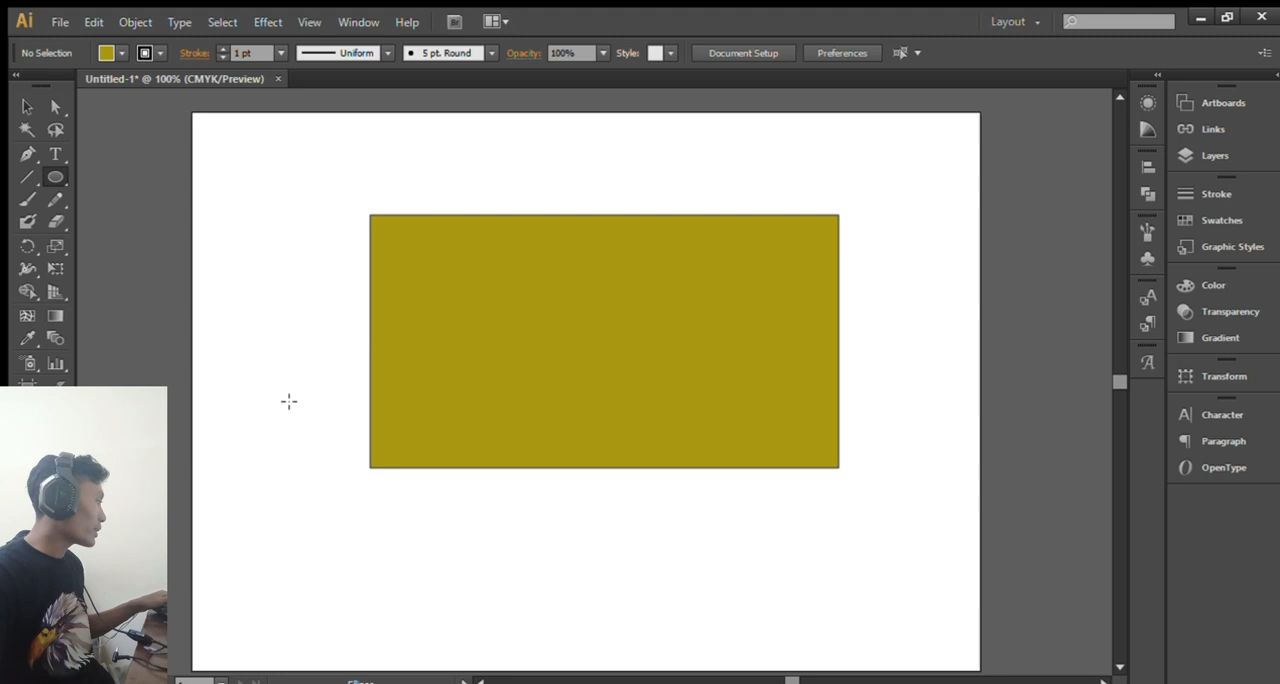 Ai File Edit Object Type Select Effect View Window Help Br Layout
No Selection Stroke: 1 pt Uniform 5 pt. Round Opacity: 100% Style: Document Setup Preferences
Untitled-1* @ 100% (CMYK/Preview) ×
Artboards
Links
Layers
Stroke
Swatches
Graphic Styles
Color
Transparency
Gradient
Transform
Character
Paragraph
OpenType